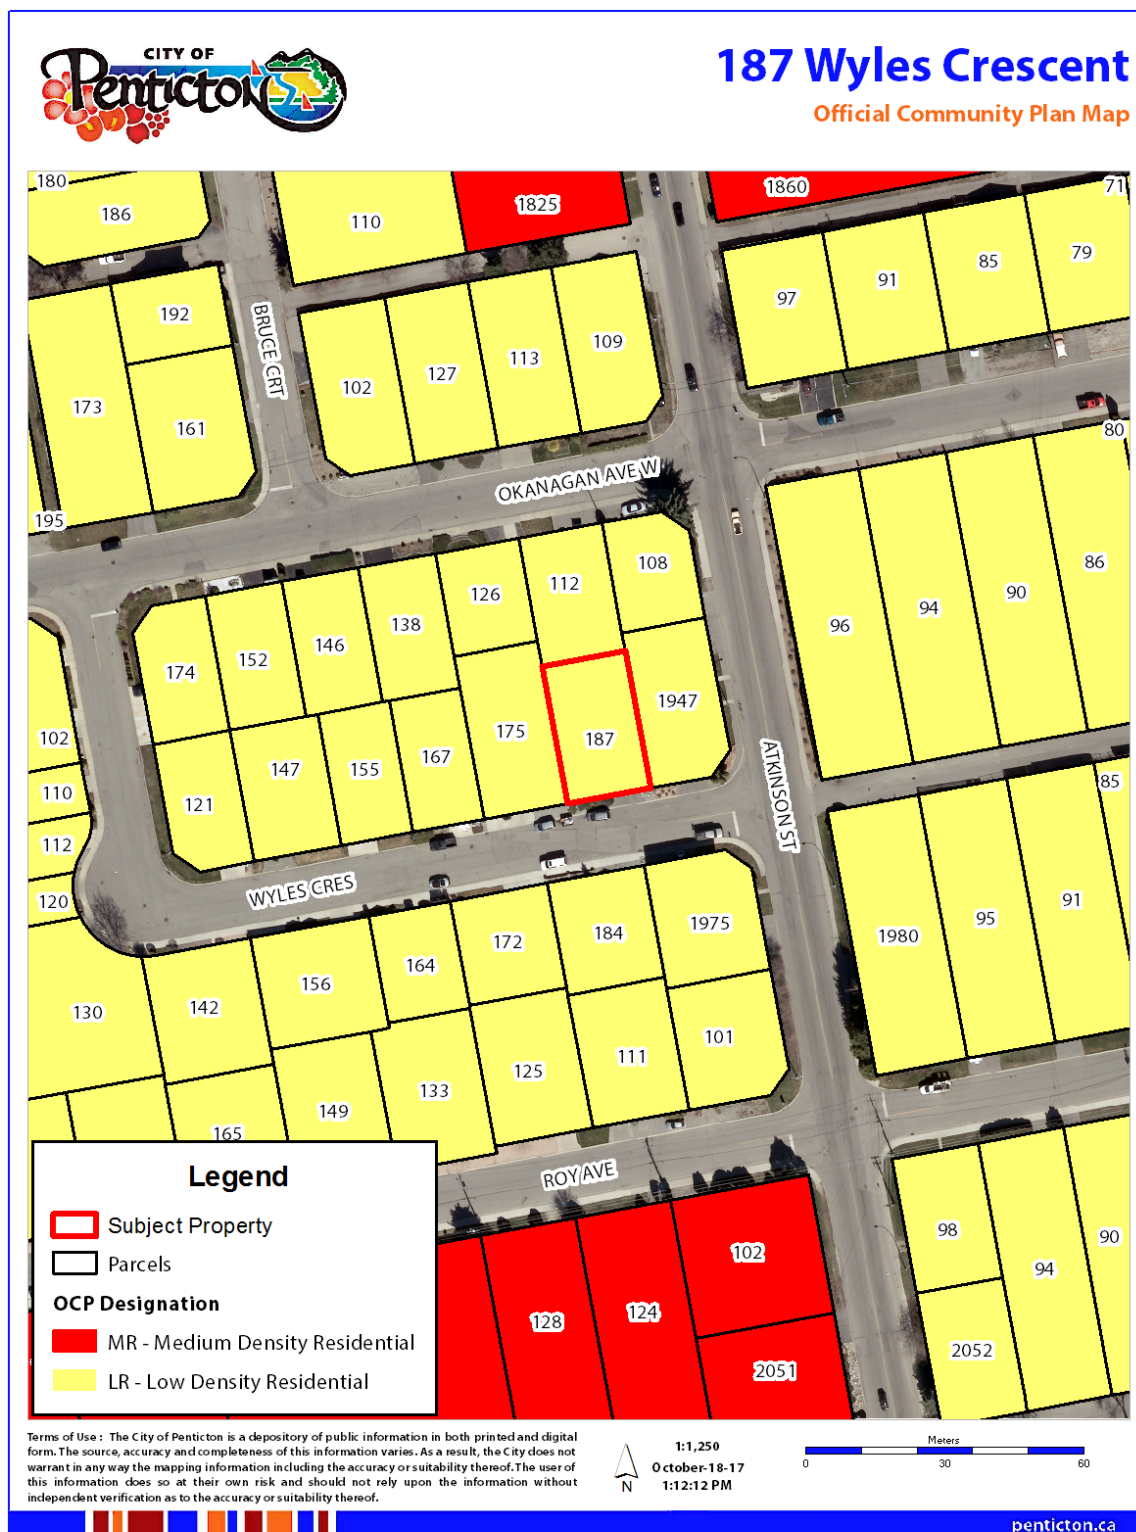 CITY OF
Penticton
187 Wyles Crescent
Official Community Plan Map
180
186
110
1825
1860
71
192
BRUCE CRT
102
127
113
109
97
91
85
79
173
161
195
OKANAGAN AVE W
80
174
152
146
138
126
112
108
96
94
90
86
102
110
112
120
121
147
155
167
175
187
1947
ATKINSON ST
85
WYLES CRES
130
142
156
164
172
184
1975
1980
95
91
165
149
133
125
111
101
ROY AVE
128
124
102
2051
98
94
90
2052
Legend
Subject Property
Parcels
OCP Designation
MR - Medium Density Residential
LR - Low Density Residential
Terms of Use : The City of Penticton is a depository of public information in both printed and digital
form. The source, accuracy and completeness of this information varies. As a result, the City does not
warrant in any way the mapping information including the accuracy or suitability thereof. The user of
this information does so at their own risk and should not rely upon the information without
independent verification as to the accuracy or suitability thereof.
N
1:1,250
October-18-17
1:12:12 PM
Meters
0 30 60
penticton.ca